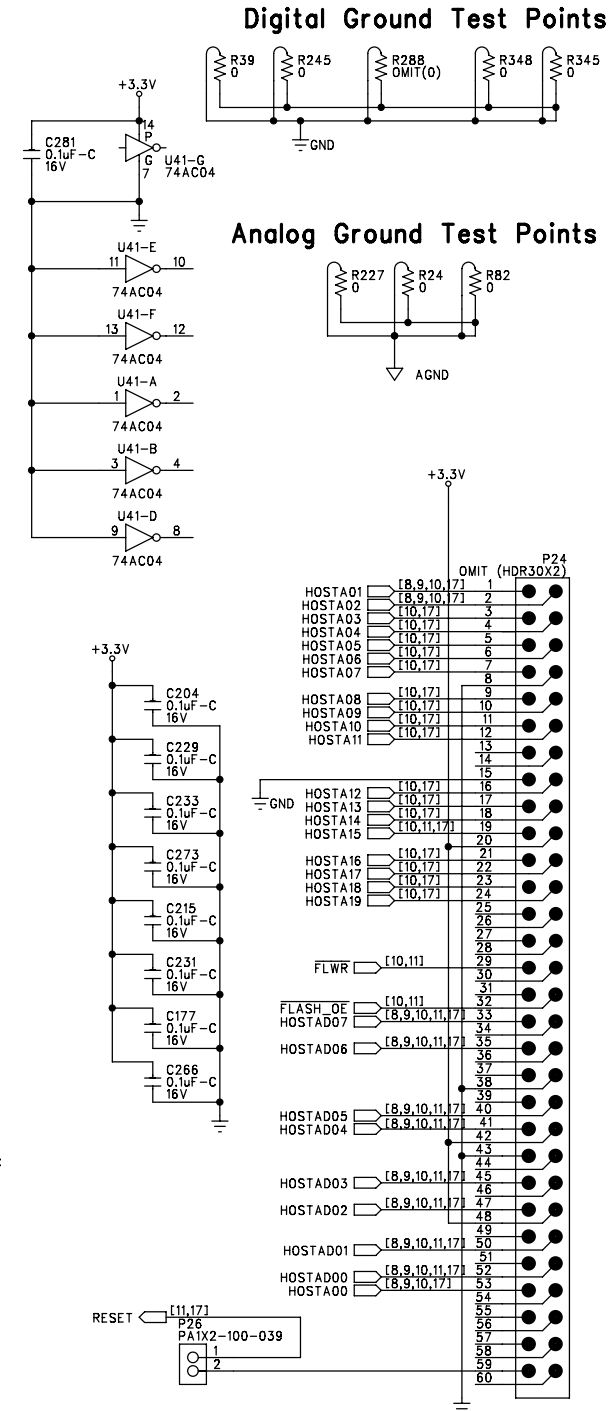 Digital Ground Test Points
R39
0
R245
0
R288
OMIT(0)
R348
0
R345
0
GND
+3.3V
C281
0.1uF-C
16V
14
P
G
7
U41-G
74AC04
U41-E
11 10
74AC04
U41-F
13 12
74AC04
U41-A
1 2
74AC04
U41-B
3 4
74AC04
U41-D
9 8
74AC04
Analog Ground Test Points
R227
0
R24
0
R82
0
AGND
+3.3V
C204
0.1uF-C
16V
C229
0.1uF-C
16V
C233
0.1uF-C
16V
C273
0.1uF-C
16V
C215
0.1uF-C
16V
C231
0.1uF-C
16V
C177
0.1uF-C
16V
C266
0.1uF-C
16V
+3.3V
P24
OMIT (HDR30X2)
HOSTA01 [8,9,10,17] 1
HOSTA02 [8,9,10,17] 2
HOSTA03 [10,17] 3
HOSTA04 [10,17] 4
HOSTA05 [10,17] 5
HOSTA06 [10,17] 6
HOSTA07 [10,17] 7
8
HOSTA08 [10,17] 9
HOSTA09 [10,17] 10
HOSTA10 [10,17] 11
HOSTA11 [10,17] 12
13
14
15
GND
HOSTA12 [10,17] 16
HOSTA13 [10,17] 17
HOSTA14 [10,17] 18
HOSTA15 [10,11,17] 19
20
HOSTA16 [10,17] 21
HOSTA17 [10,17] 22
HOSTA18 [10,17] 23
HOSTA19 [10,17] 24
25
26
27
28
FLWR [10,11] 29
30
31
FLASH_OE [10,11] 32
HOSTAD07 [8,9,10,11,17] 33
34
HOSTAD06 [8,9,10,11,17] 35
36
37
38
39
HOSTAD05 [8,9,10,11,17] 40
HOSTAD04 [8,9,10,11,17] 41
42
43
44
HOSTAD03 [8,9,10,11,17] 45
46
HOSTAD02 [8,9,10,11,17] 47
48
49
HOSTAD01 [8,9,10,11,17] 50
51
HOSTAD00 [8,9,10,11,17] 52
HOSTA00 [8,9,10,17] 53
54
55
56
57
58
59
60
RESET [11,17]
P26
PA1X2-100-039
1
2